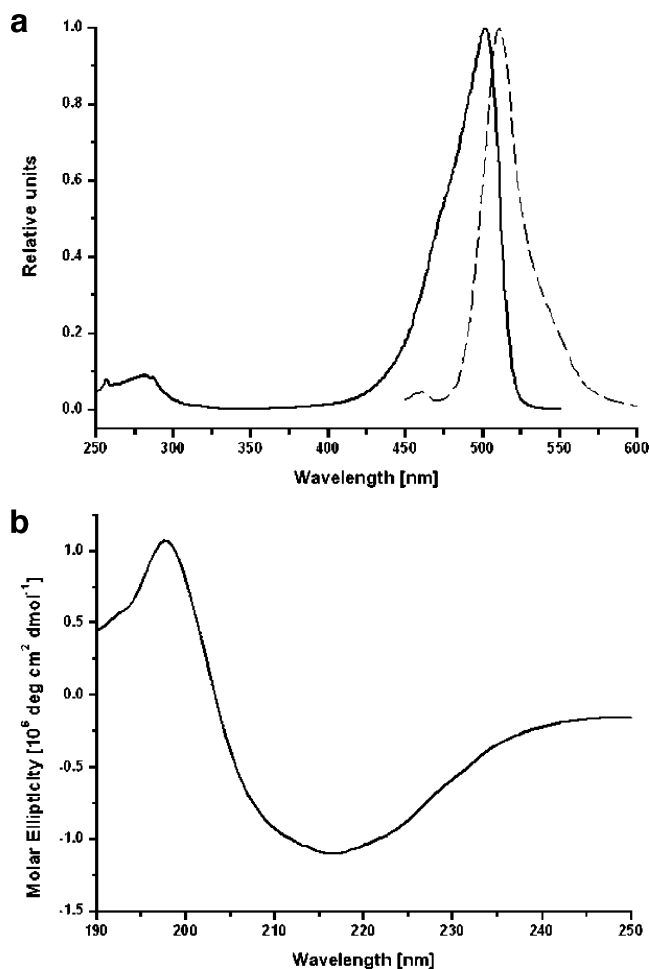 a
1.0
0.8
0.6
0.4
0.2
0.0
Relative units
250 300 350 400 450 500 550 600
Wavelength [nm]
b
1.0
0.5
0.0
-0.5
-1.0
-1.5
Molar Ellipticity [10⁶ deg cm² dmol⁻¹]
190 200 210 220 230 240 250
Wavelength [nm]